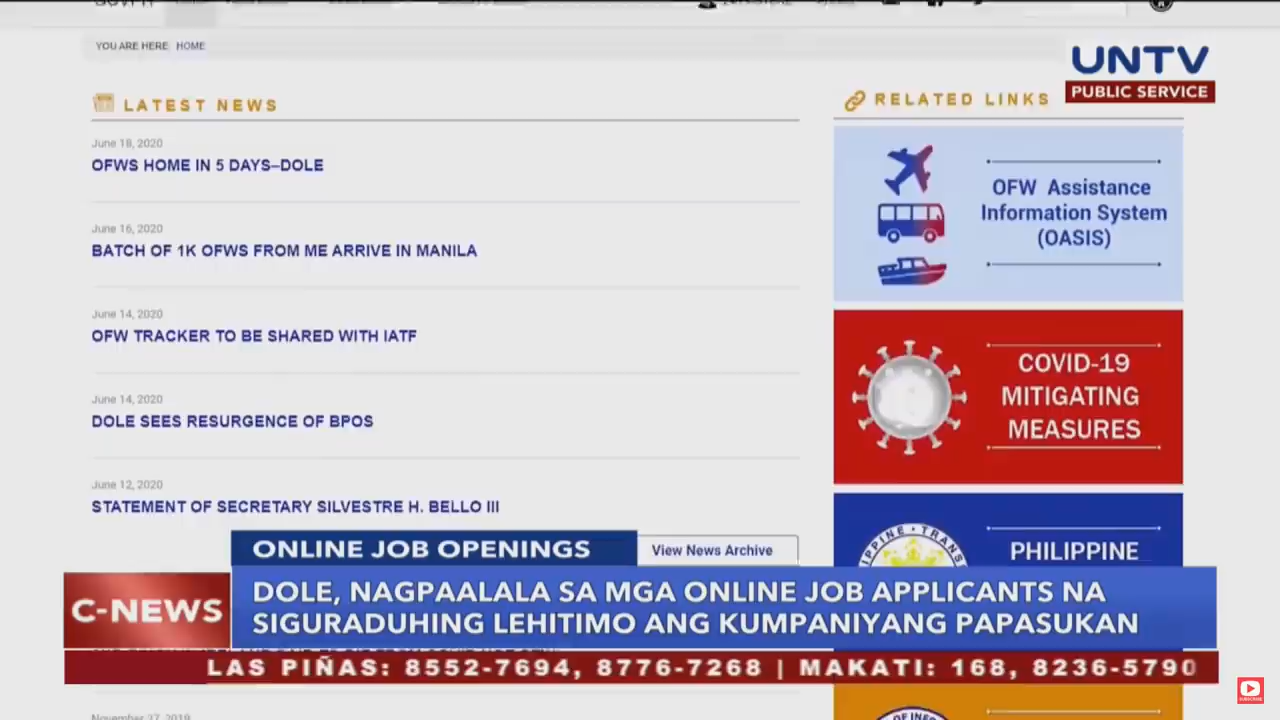 YOU ARE HERE HOME
UNTV
PUBLIC SERVICE
LATEST NEWS
June 18, 2020
OFWS HOME IN 5 DAYS–DOLE
June 16, 2020
BATCH OF 1K OFWS FROM ME ARRIVE IN MANILA
June 14, 2020
OFW TRACKER TO BE SHARED WITH IATF
June 14, 2020
DOLE SEES RESURGENCE OF BPOS
June 12, 2020
STATEMENT OF SECRETARY SILVESTRE H. BELLO III
View News Archive
RELATED LINKS
OFW Assistance
Information System
(OASIS)
COVID-19
MITIGATING
MEASURES
PHILIPPINE
ONLINE JOB OPENINGS
C-NEWS
DOLE, NAGPAALALA SA MGA ONLINE JOB APPLICANTS NA
SIGURADUHING LEHITIMO ANG KUMPANIYANG PAPASUKAN
LAS PIÑAS: 8552-7694, 8776-7268 | MAKATI: 168, 8236-5790
SUBSCRIBE
November 27, 2019